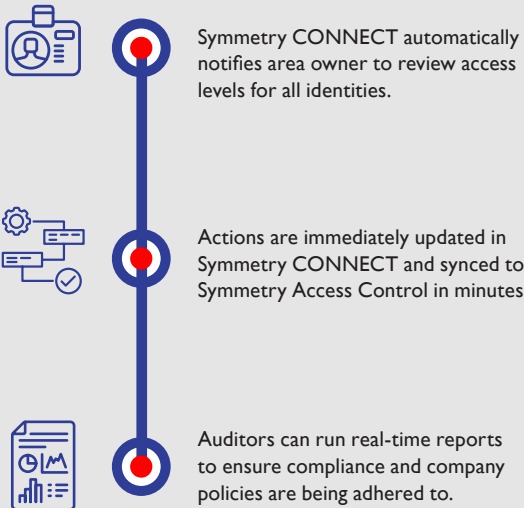 Symmetry CONNECT automatically
notifies area owner to review access
levels for all identities.
Actions are immediately updated in
Symmetry CONNECT and synced to
Symmetry Access Control in minutes
Auditors can run real-time reports
to ensure compliance and company
policies are being adhered to.